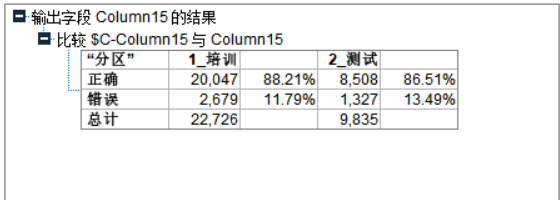 输出字段 Column15 的结果
比较 $C-Column15 与 Column15
“分区” 1_培训 2_测试
正确 20,047 88.21% 8,508 86.51%
错误 2,679 11.79% 1,327 13.49%
总计 22,726 9,835